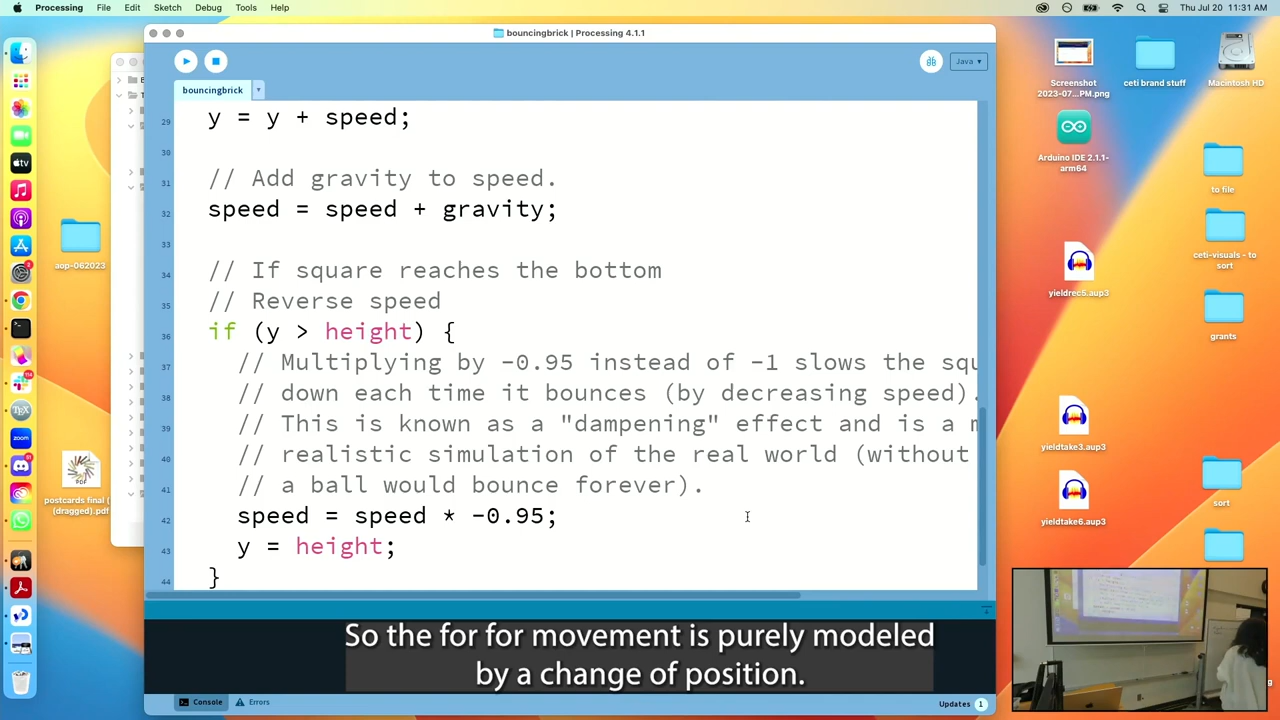 Processing File Edit Sketch Debug Tools Help
Thu Jul 20 11:31 AM
bouncingbrick | Processing 4.1.1
Java ▾
bouncingbrick
29 y = y + speed;
30
31 // Add gravity to speed.
32 speed = speed + gravity;
33
34 // If square reaches the bottom
35 // Reverse speed
36 if (y > height) {
37 // Multiplying by -0.95 instead of -1 slows the squ
38 // down each time it bounces (by decreasing speed).
39 // This is known as a "dampening" effect and is a m
40 // realistic simulation of the real world (without
41 // a ball would bounce forever).
42 speed = speed * -0.95;
43 y = height;
44 }
So the for for movement is purely modeled
by a change of position.
Console Errors
Updates 1
aop-062023
postcards final (
dragged).pdf
Screenshot
2023-07...PM.png
ceti brand stuff
Macintosh HD
Arduino IDE 2.1.1-
arm64
to file
ceti-visuals - to
sort
yieldrec5.aup3
grants
yieldtake3.aup3
yieldtake6.aup3
sort
tv
TEX
zoom
PDF